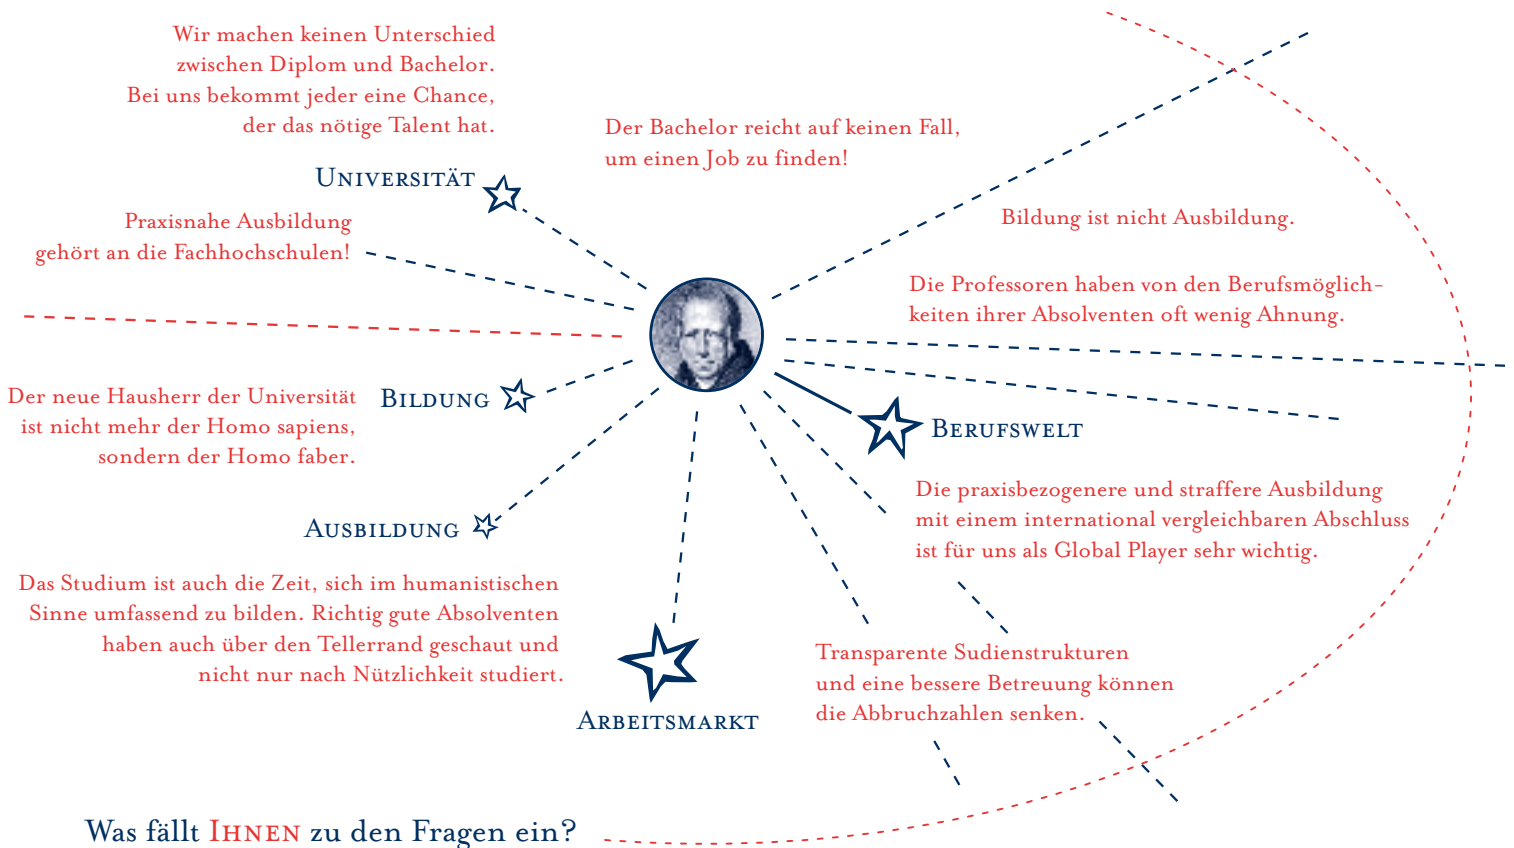 Wir machen keinen Unterschied
zwischen Diplom und Bachelor.
Bei uns bekommt jeder eine Chance,
der das nötige Talent hat.
Der Bachelor reicht auf keinen Fall,
um einen Job zu finden!
Universität
Praxisnahe Ausbildung
gehört an die Fachhochschulen!
Bildung ist nicht Ausbildung.
Die Professoren haben von den Berufsmöglich-
keiten ihrer Absolventen oft wenig Ahnung.
Der neue Hausherr der Universität
ist nicht mehr der Homo sapiens,
sondern der Homo faber.
Bildung
Berufswelt
Die praxisbezogenere und straffere Ausbildung
mit einem international vergleichbaren Abschluss
ist für uns als Global Player sehr wichtig.
Ausbildung
Das Studium ist auch die Zeit, sich im humanistischen
Sinne umfassend zu bilden. Richtig gute Absolventen
haben auch über den Tellerrand geschaut und
nicht nur nach Nützlichkeit studiert.
Transparente Sudienstrukturen
und eine bessere Betreuung können
die Abbruchzahlen senken.
Arbeitsmarkt
Was fällt Ihnen zu den Fragen ein?